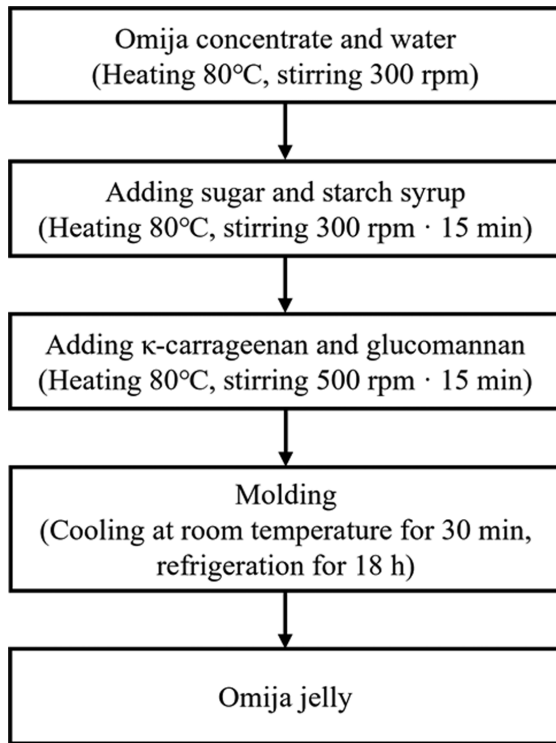 Omija concentrate and water
(Heating 80℃, stirring 300 rpm)
Adding sugar and starch syrup
(Heating 80℃, stirring 300 rpm · 15 min)
Adding κ-carrageenan and glucomannan
(Heating 80℃, stirring 500 rpm · 15 min)
Molding
(Cooling at room temperature for 30 min,
refrigeration for 18 h)
Omija jelly